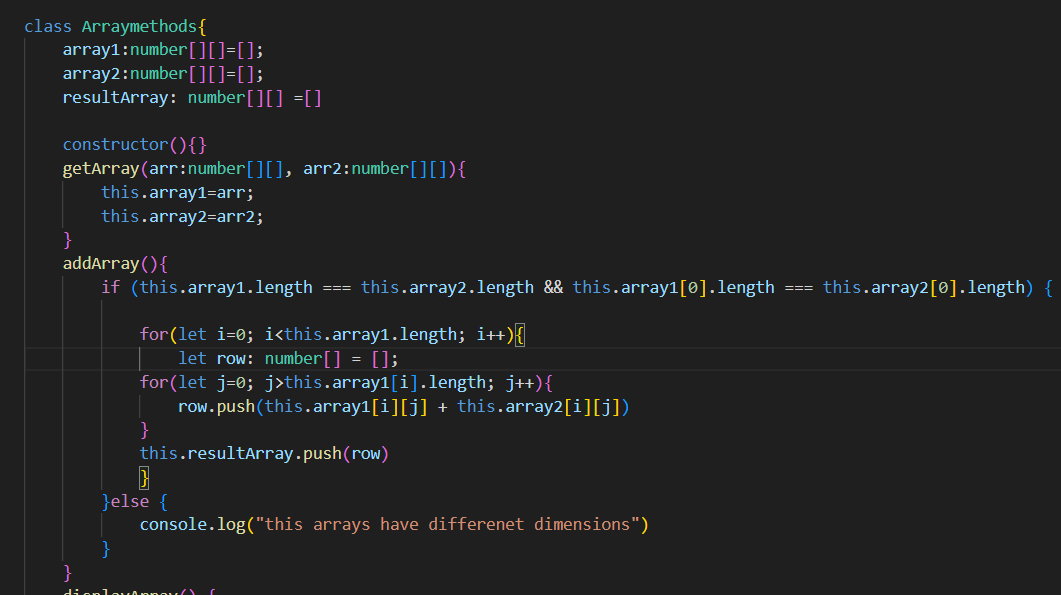 class Arraymethods{
array1:number[][]=[];
array2:number[][]=[];
resultArray: number[][] =[]
constructor(){}
getArray(arr:number[][], arr2:number[][]){
this.array1=arr;
this.array2=arr2;
}
addArray(){
if (this.array1.length === this.array2.length && this.array1[0].length === this.array2[0].length) {
for(let i=0; i<this.array1.length; i++){
let row: number[] = [];
for(let j=0; j>this.array1[i].length; j++){
row.push(this.array1[i][j] + this.array2[i][j])
}
this.resultArray.push(row)
}
}else {
console.log("this arrays have differenet dimensions")
}
}
displayArray() {